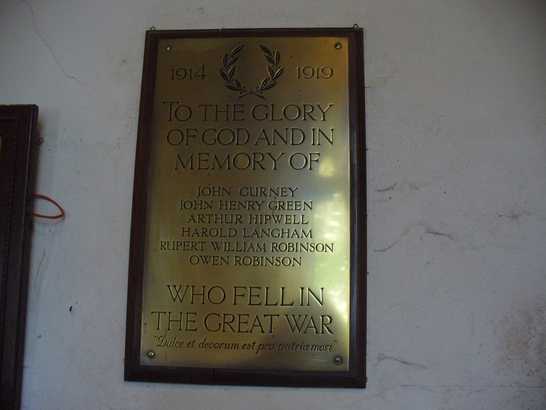 1914 1919
TO THE GLORY
OF GOD AND IN
MEMORY OF
JOHN GURNEY
JOHN HENRY GREEN
ARTHUR HIPWELL
HAROLD LANGHAM
RUPERT WILLIAM ROBINSON
OWEN ROBINSON
WHO FELL IN
THE GREAT WAR
"Dulce et decorum est pro patria mori"